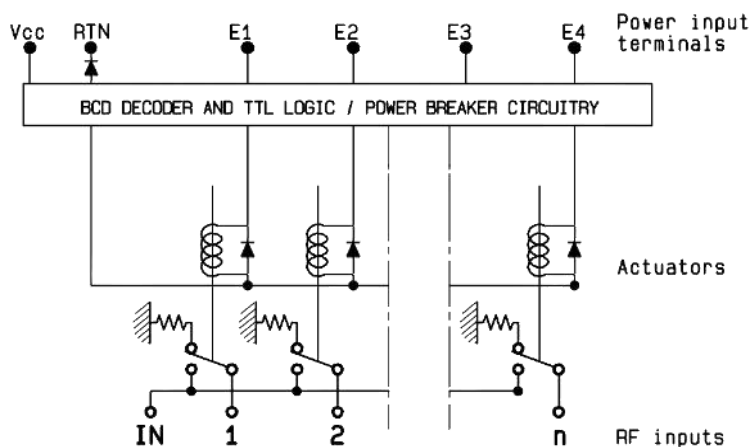 Vcc RTN E1 E2 E3 E4 Power input
terminals
BCD DECODER AND TTL LOGIC / POWER BREAKER CIRCUITRY
Actuators
IN 1 2 n RF inputs